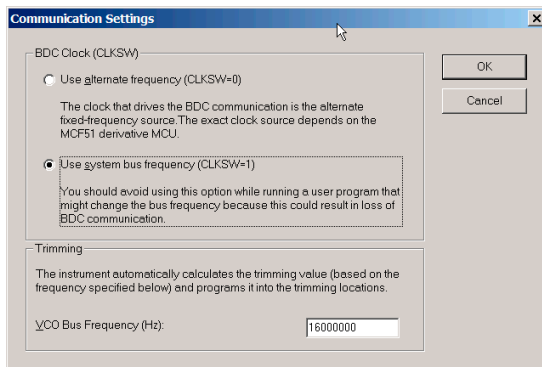 Communication Settings
BDC Clock (CLKSW)
Use alternate frequency (CLKSW=0)
The clock that drives the BDC communication is the alternate
fixed-frequency source.The exact clock source depends on the
MCF51 derivative MCU.
Use system bus frequency (CLKSW=1)
You should avoid using this option while running a user program that
might change the bus frequency because this could result in loss of
BDC communication.
OK
Cancel
Trimming
The instrument automatically calculates the trimming value (based on the
frequency specified below) and programs it into the trimming locations.
VCO Bus Frequency (Hz):
16000000